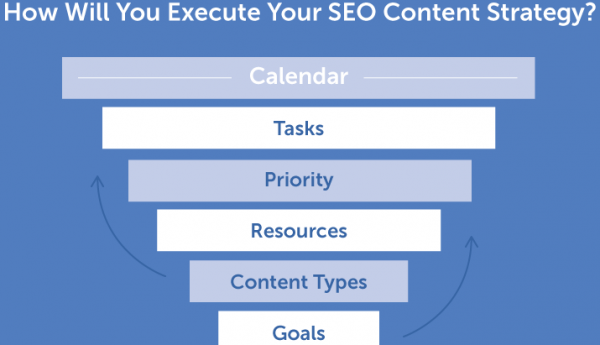 How Will You Execute Your SEO Content Strategy?
Calendar
Tasks
Priority
Resources
Content Types
Goals